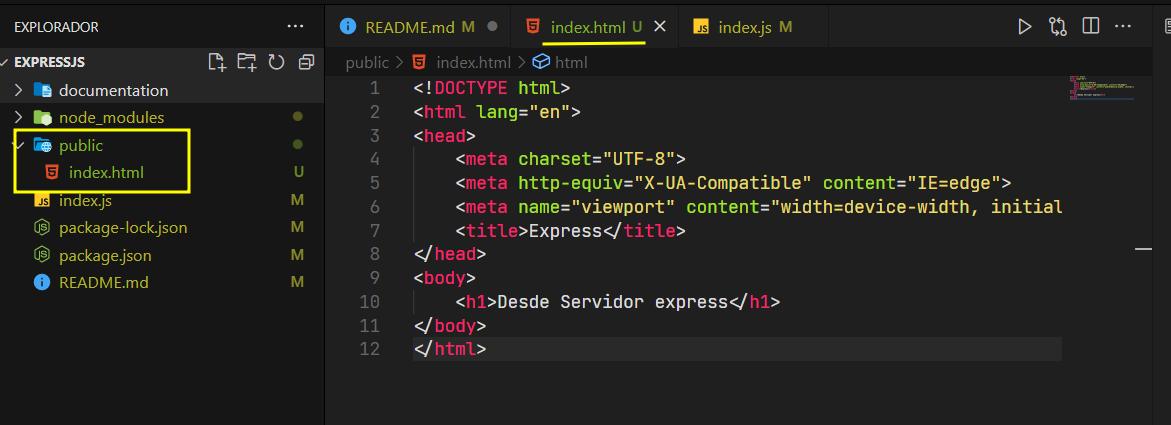 EXPLORADOR
EXPRESSJS
documentation
node_modules
public
index.html U
index.js M
package-lock.json M
package.json M
README.md M
README.md M
index.html U
index.js M
public > index.html > html
1 <!DOCTYPE html>
2 <html lang="en">
3 <head>
4 <meta charset="UTF-8">
5 <meta http-equiv="X-UA-Compatible" content="IE=edge">
6 <meta name="viewport" content="width=device-width, initial
7 <title>Express</title>
8 </head>
9 <body>
10 <h1>Desde Servidor express</h1>
11 </body>
12 </html>